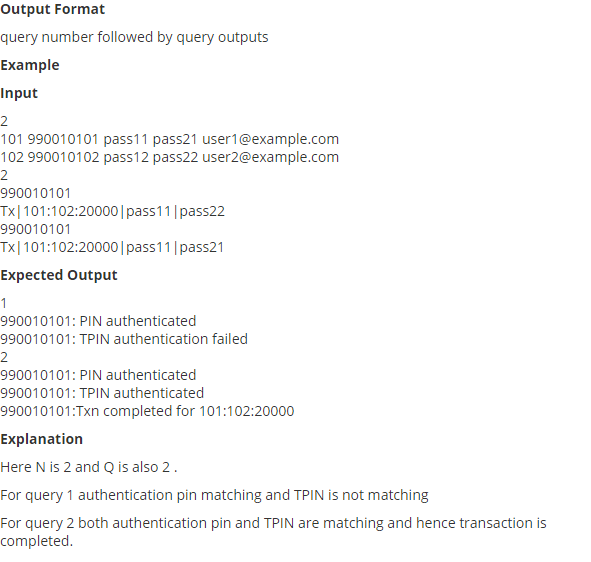 Output Format
query number followed by query outputs
Example
Input
2
101 990010101 pass11 pass21 user1@example.com
102 990010102 pass12 pass22 user2@example.com
2
990010101
Tx|101:102:20000|pass11|pass22
990010101
Tx|101:102:20000|pass11|pass21
Expected Output
1
990010101: PIN authenticated
990010101: TPIN authentication failed
2
990010101: PIN authenticated
990010101: TPIN authenticated
990010101:Txn completed for 101:102:20000
Explanation
Here N is 2 and Q is also 2 .
For query 1 authentication pin matching and TPIN is not matching
For query 2 both authentication pin and TPIN are matching and hence transaction is
completed.